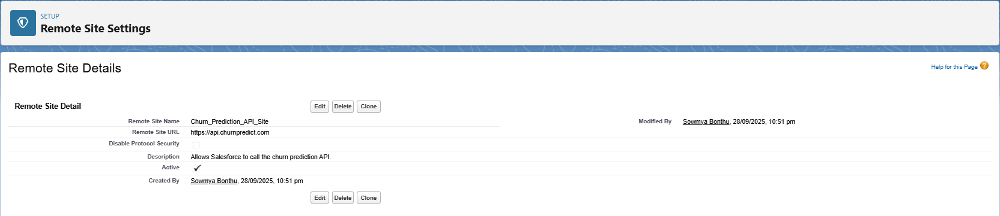 SETUP
Remote Site Settings
Remote Site Details
Help for this Page ?
Remote Site Detail Edit Delete Clone
Remote Site Name Churn_Prediction_API_Site Modified By Sowmya Bonthu, 28/09/2025, 10:51 pm
Remote Site URL https://api.churnpredict.com
Disable Protocol Security
Description Allows Salesforce to call the churn prediction API.
Active
Created By Sowmya Bonthu, 28/09/2025, 10:51 pm
Edit Delete Clone